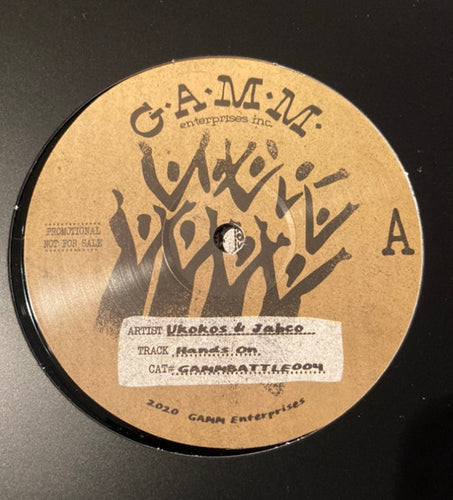 G·A·M·M·
enterprises inc.
PROMOTIONAL
NOT FOR SALE
A
ARTIST Ukokos & Jabco
TRACK Hands On
CAT# GAMMBATTLE004
2020 GAMM Enterprises